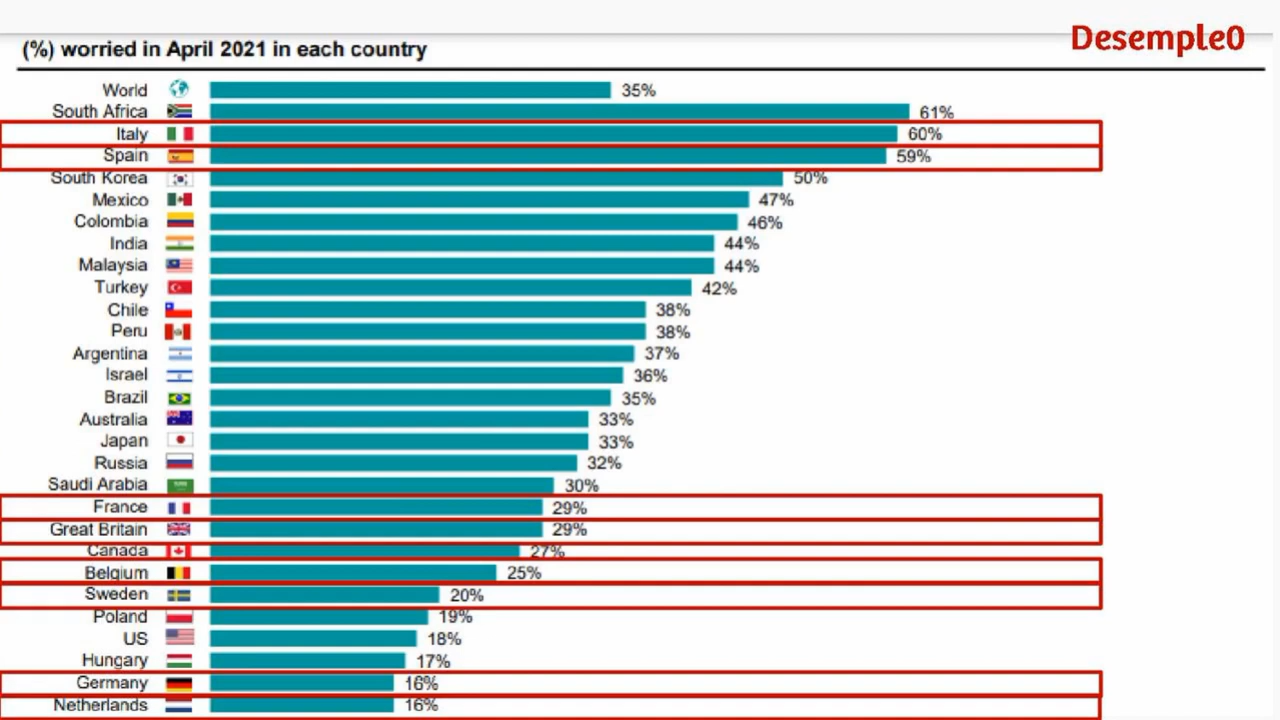 Desemple0
(%) worried in April 2021 in each country
World 35%
South Africa 61%
Italy 60%
Spain 59%
South Korea 50%
Mexico 47%
Colombia 46%
India 44%
Malaysia 44%
Turkey 42%
Chile 38%
Peru 38%
Argentina 37%
Israel 36%
Brazil 35%
Australia 33%
Japan 33%
Russia 32%
Saudi Arabia 30%
France 29%
Great Britain 29%
Canada 27%
Belgium 25%
Sweden 20%
Poland 19%
US 18%
Hungary 17%
Germany 16%
Netherlands 16%